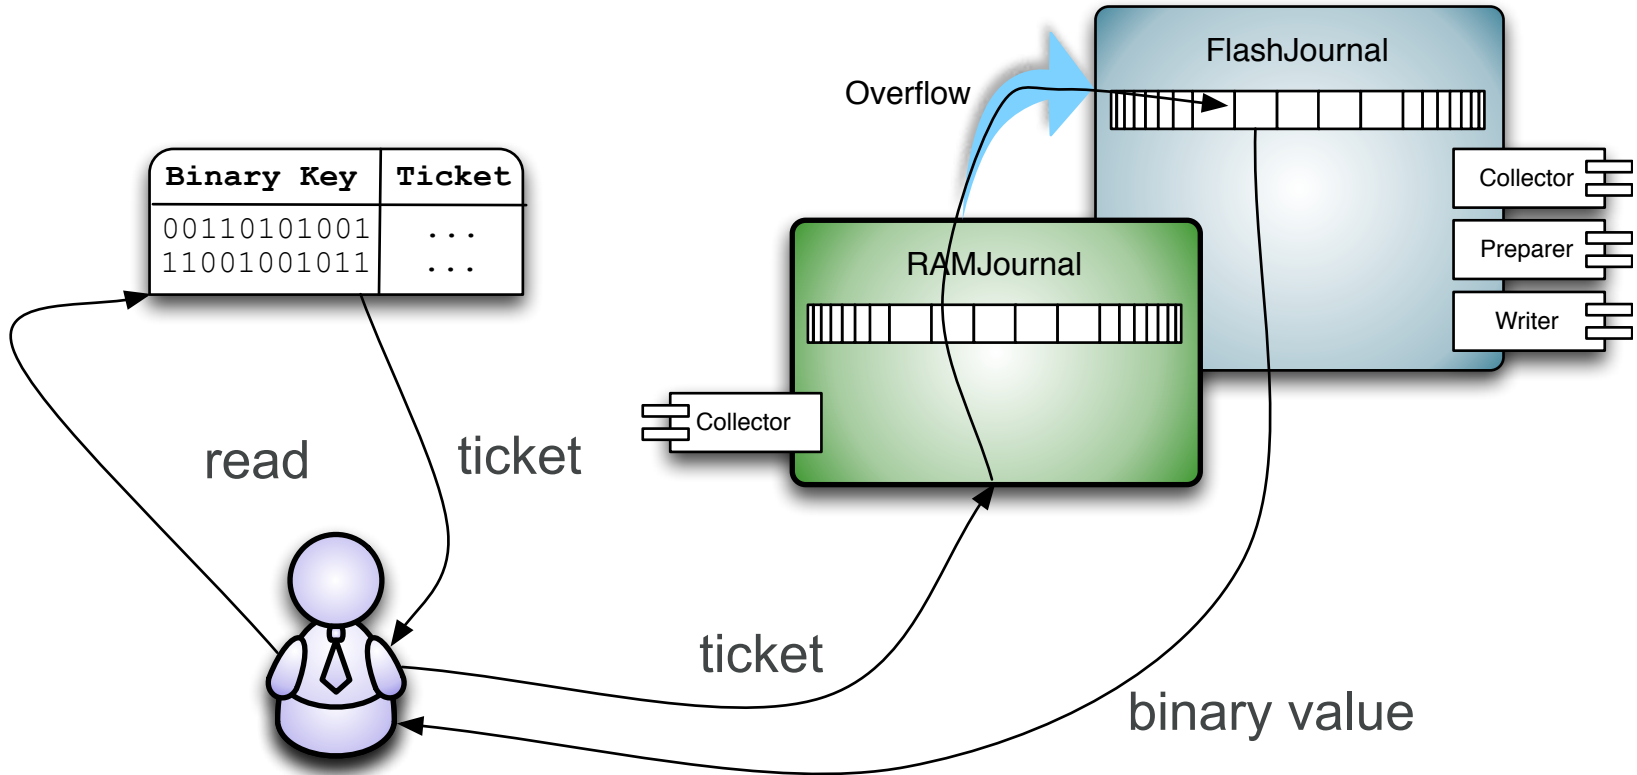 FlashJournal
Overflow
Binary Key Ticket
Collector
00110101001 ...
11001001011 ...
Preparer
RAMJournal
Writer
Collector
read
ticket
ticket
binary value